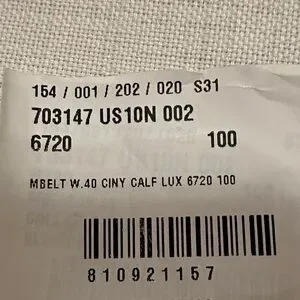 154 / 001 / 202 / 020 S31
703147 US10N 002
6720 100
MBELT W.40 CINY CALF LUX 6720 100
810921157